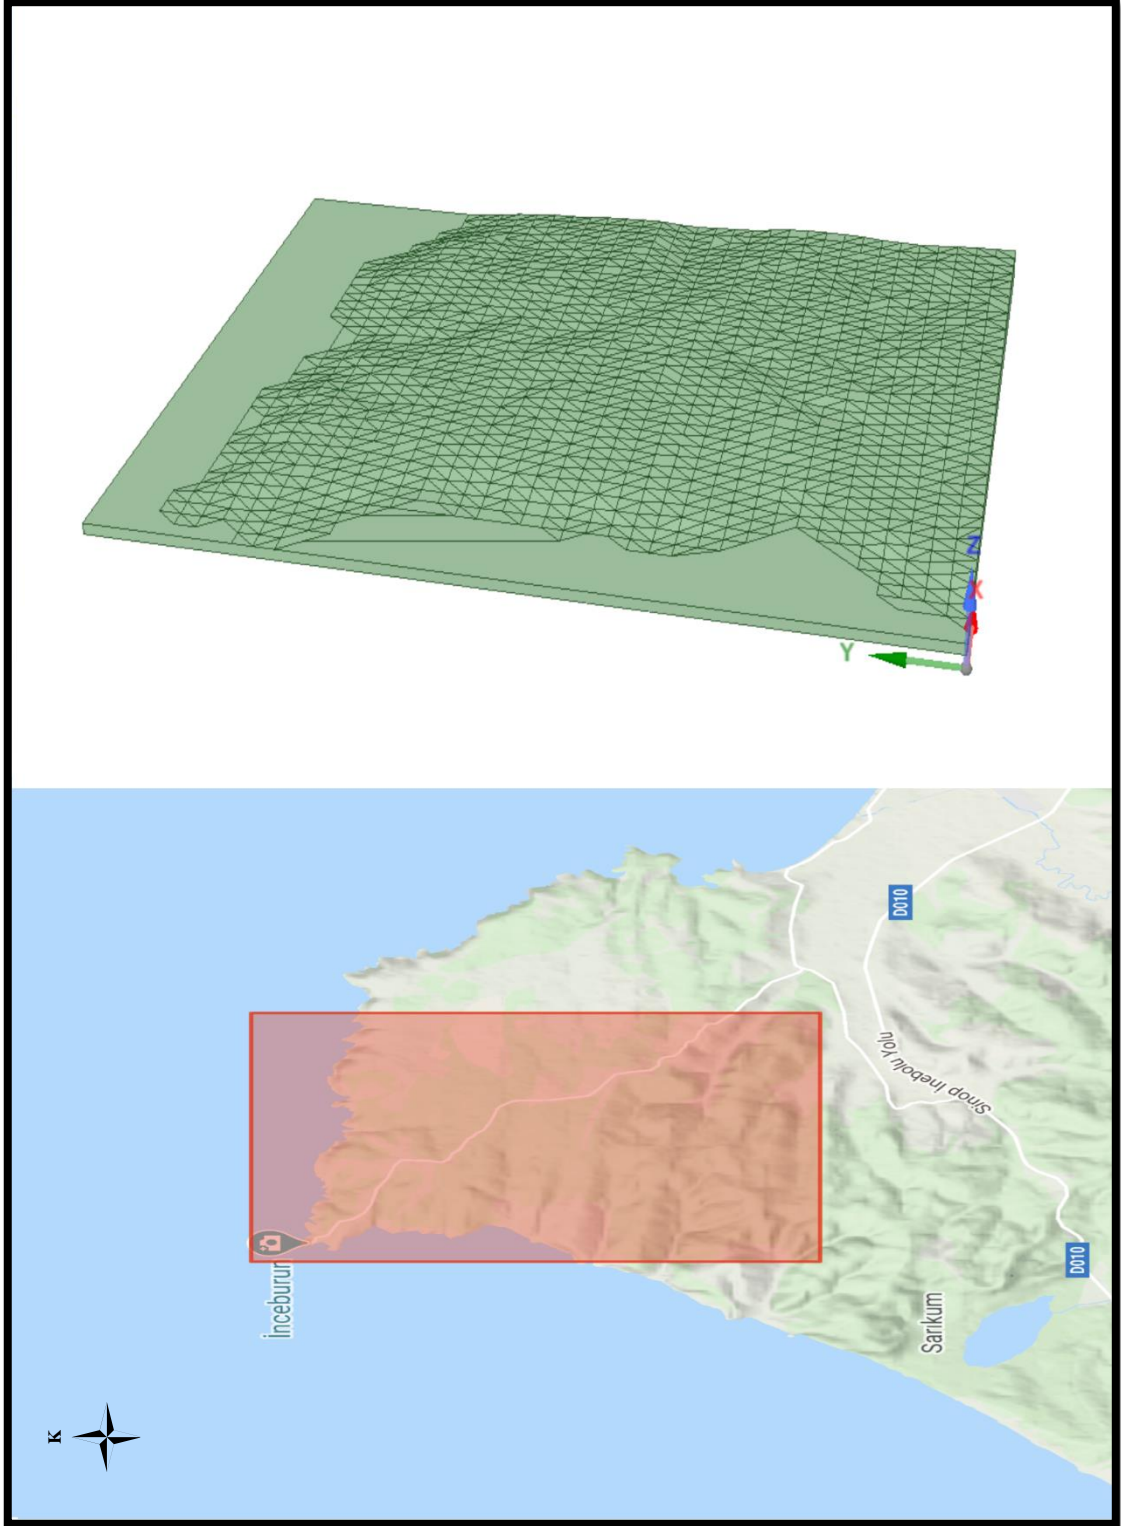 Z
X
Y
D010
Sinop İnebolu Yolu
İnceburun
Sarıkum
D010
K